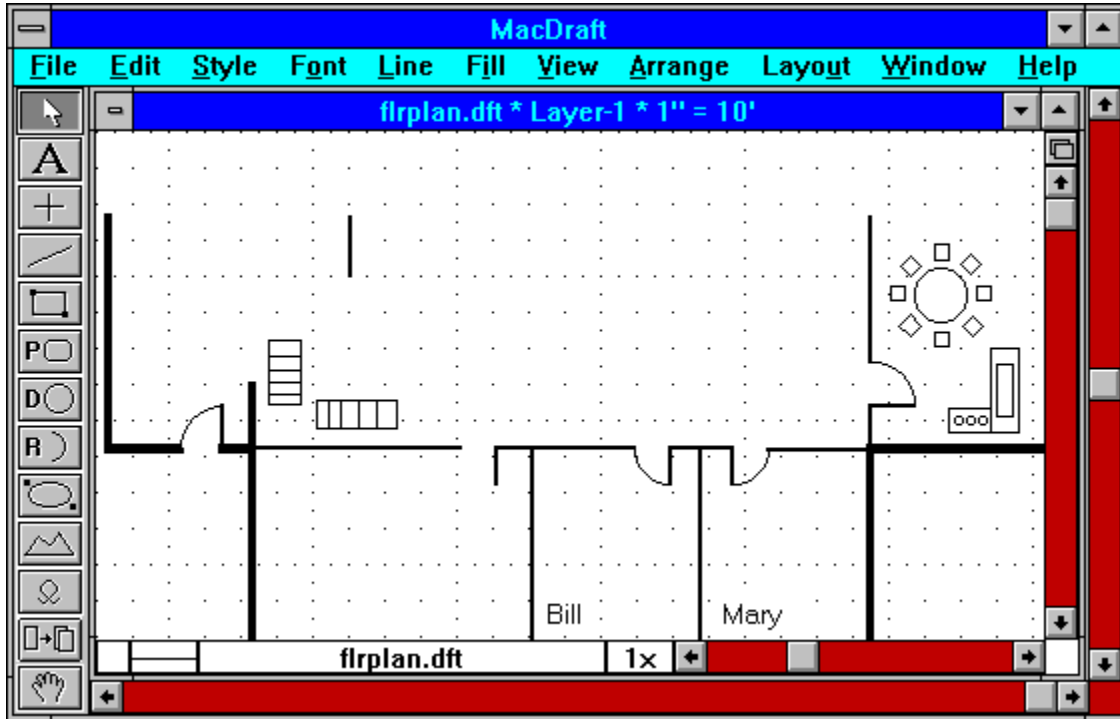 MacDraft
File Edit Style Font Line Fill View Arrange Layout Window Help
flrplan.dft * Layer-1 * 1" = 10'
A
P
D
R
Bill Mary
flrplan.dft 1x